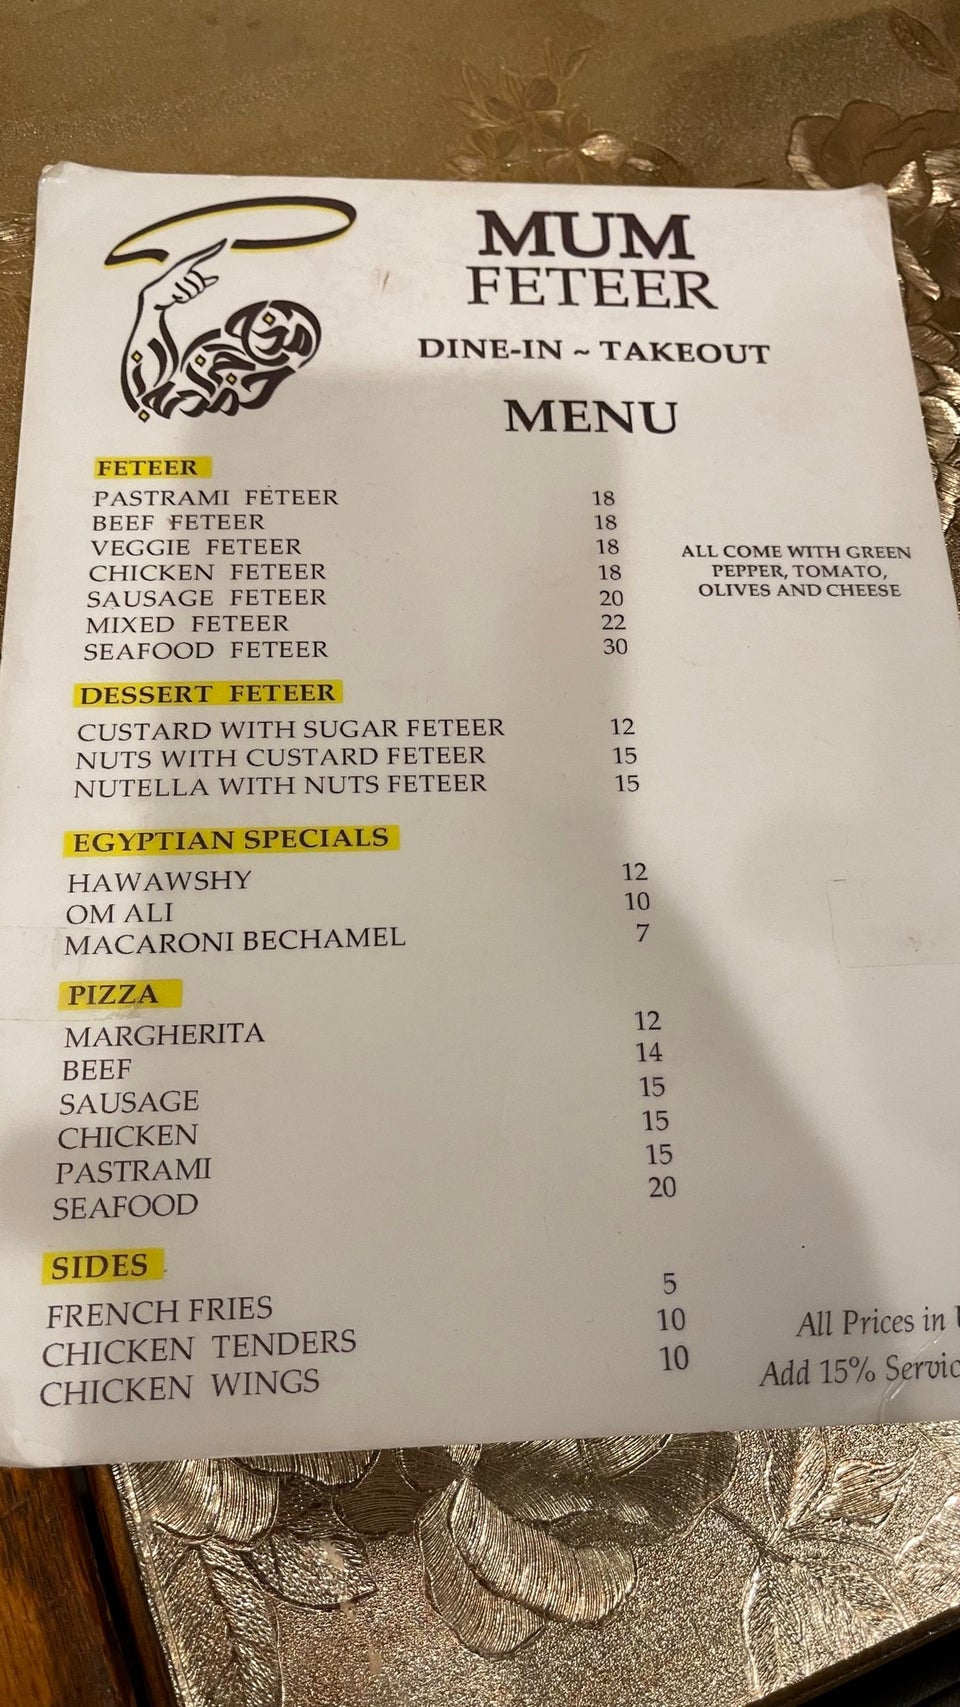 MUM
FETEER
DINE-IN ~ TAKEOUT
MENU
FETEER
PASTRAMI FETEER 18
BEEF FETEER 18
VEGGIE FETEER 18
CHICKEN FETEER 18
SAUSAGE FETEER 20
MIXED FETEER 22
SEAFOOD FETEER 30
ALL COME WITH GREEN
PEPPER, TOMATO,
OLIVES AND CHEESE
DESSERT FETEER
CUSTARD WITH SUGAR FETEER 12
NUTS WITH CUSTARD FETEER 15
NUTELLA WITH NUTS FETEER 15
EGYPTIAN SPECIALS
HAWAWSHY 12
OM ALI 10
MACARONI BECHAMEL 7
PIZZA
MARGHERITA 12
BEEF 14
SAUSAGE 15
CHICKEN 15
PASTRAMI 15
SEAFOOD 20
SIDES
FRENCH FRIES 5
CHICKEN TENDERS 10
CHICKEN WINGS 10
All Prices in
Add 15% Servic